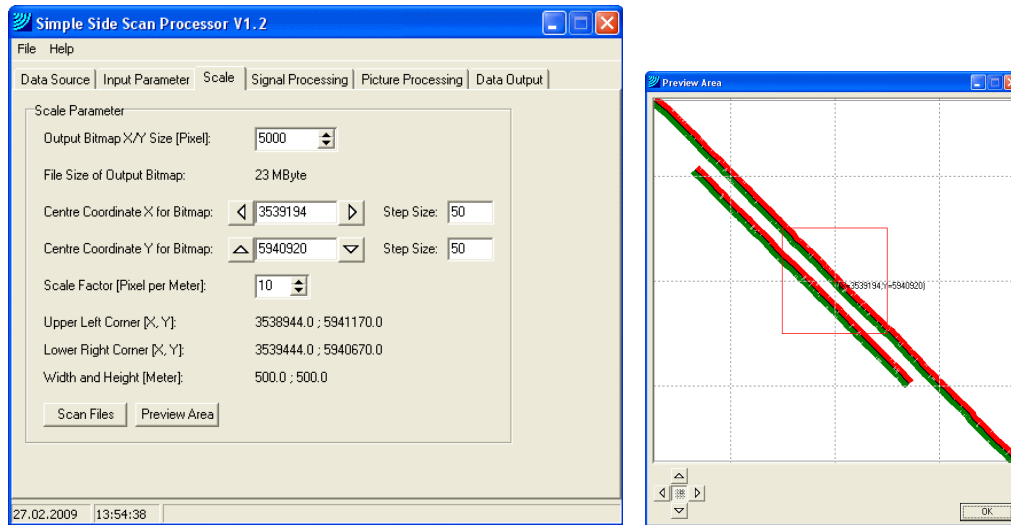 Simple Side Scan Processor V1.2
File Help
Data Source Input Parameter Scale Signal Processing Picture Processing Data Output
Scale Parameter
Output Bitmap X/Y Size [Pixel]: 5000
File Size of Output Bitmap: 23 MByte
Centre Coordinate X for Bitmap: 3539194 Step Size: 50
Centre Coordinate Y for Bitmap: 5940920 Step Size: 50
Scale Factor [Pixel per Meter]: 10
Upper Left Corner [X, Y]: 3538944.0 ; 5941170.0
Lower Right Corner [X, Y]: 3539444.0 ; 5940670.0
Width and Height [Meter]: 500.0 ; 500.0
Scan Files Preview Area
27.02.2009 13:54:38
Preview Area
=3539194,Y=5940920)
OK